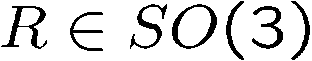 R ∈ SO(3)